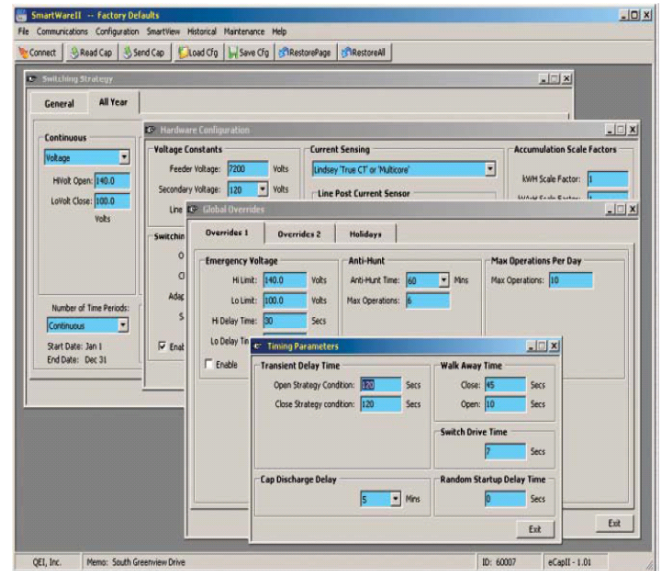 SmartWareII -- Factory Defaults
File Communications Configuration SmartView Historical Maintenance Help
Connect Read Cap Send Cap Load Cfg Save Cfg RestorePage RestoreAll
Switching Strategy
General All Year
Continuous
Voltage
HiVolt Open: 140.0
LoVolt Close: 100.0
Volts
Number of Time Periods:
Continuous
Start Date: Jan 1
End Date: Dec 31
Hardware Configuration
Voltage Constants
Feeder Voltage: 7200 Volts
Secondary Voltage: 120 Volts
Line
Current Sensing
Lindsey 'True CT' or 'Multicore'
Line Post Current Sensor
Accumulation Scale Factors
kWH Scale Factor: 1
Switchin
O
Cl
Adap
S
Enat
Global Overrides
Overrides 1 Overrides 2 Holidays
Emergency Voltage
Hi Limit: 140.0 Volts
Lo Limit: 100.0 Volts
Hi Delay Time: 30 Secs
Lo Delay Tim
Enable
Anti-Hunt
Anti-Hunt Time: 60 Mins
Max Operations: 6
Max Operations Per Day
Max Operations: 10
Timing Parameters
Transient Delay Time
Open Strategy Condition: 120 Secs
Close Strategy condition: 120 Secs
Walk Away Time
Close: 45 Secs
Open: 10 Secs
Switch Drive Time
7 Secs
Cap Discharge Delay
5 Mins
Random Startup Delay Time
0 Secs
Exit
Exit
QEI, Inc. Memo: South Greenview Drive ID: 60007 eCapII - 1.01